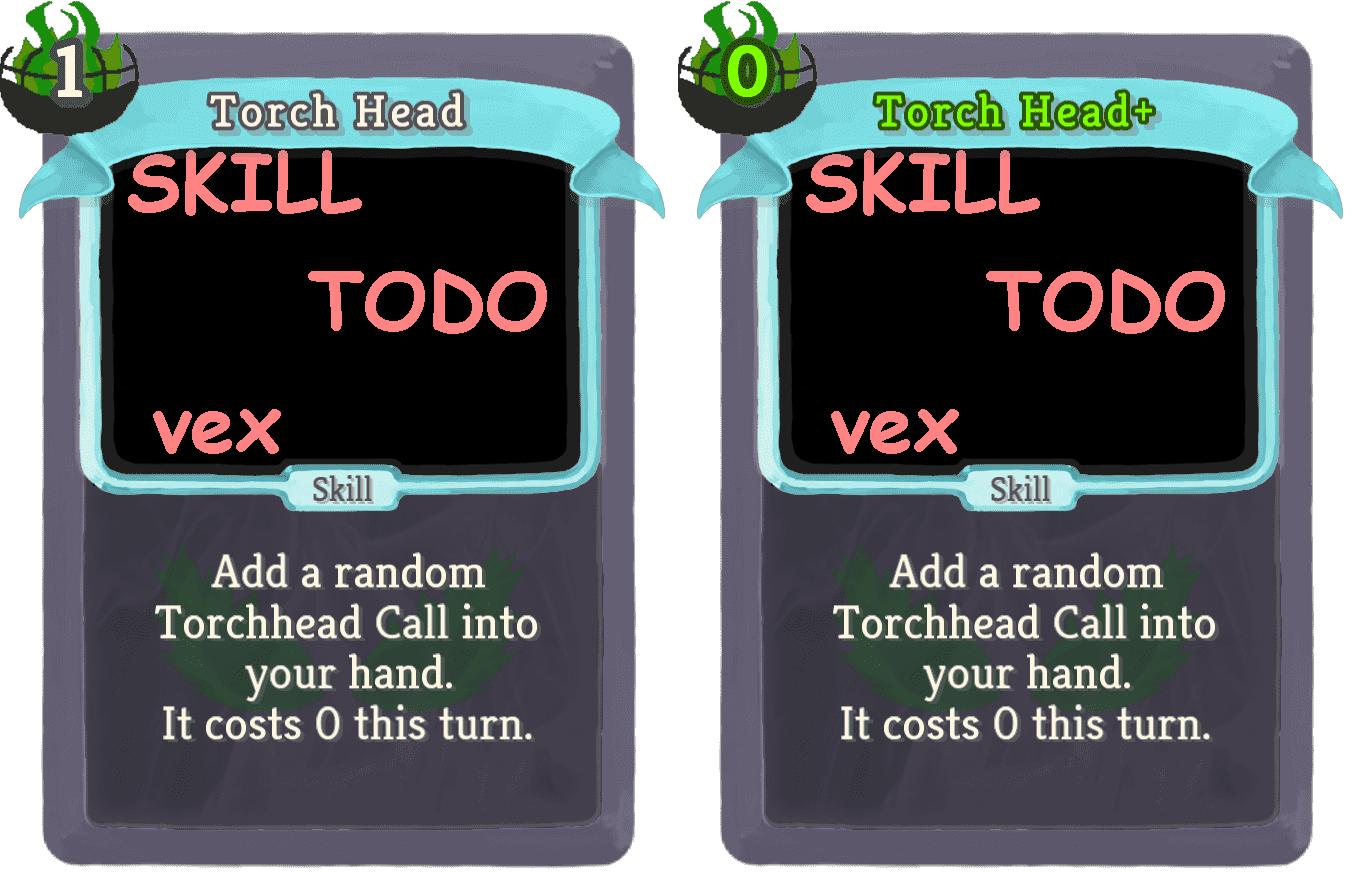 1
Torch Head
SKILL
TODO
vex
Skill
Add a random
Torchhead Call into
your hand.
It costs 0 this turn.
0
Torch Head+
SKILL
TODO
vex
Skill
Add a random
Torchhead Call into
your hand.
It costs 0 this turn.